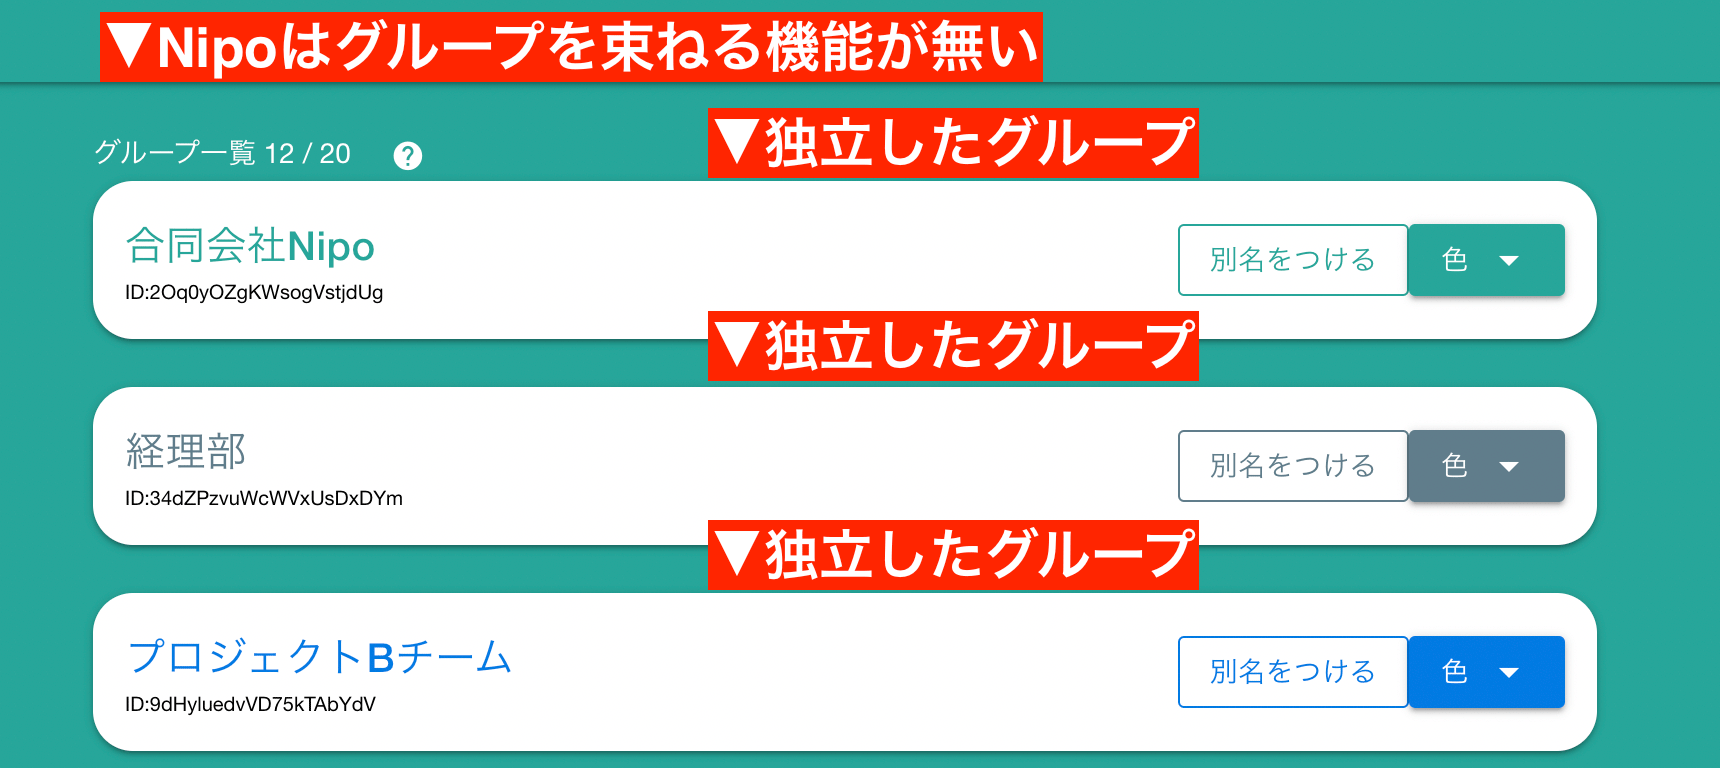 ▼Nipoはグループを束ねる機能が無い
グループ一覧 12 / 20
?
▼独立したグループ
合同会社Nipo
ID:2Oq0yOZgKWsogVstjdUg
別名をつける
色
▼独立したグループ
経理部
ID:34dZPzvuWcWVxUsDxDYm
別名をつける
色
▼独立したグループ
プロジェクトBチーム
ID:9dHyluedvVD75kTAbYdV
別名をつける
色